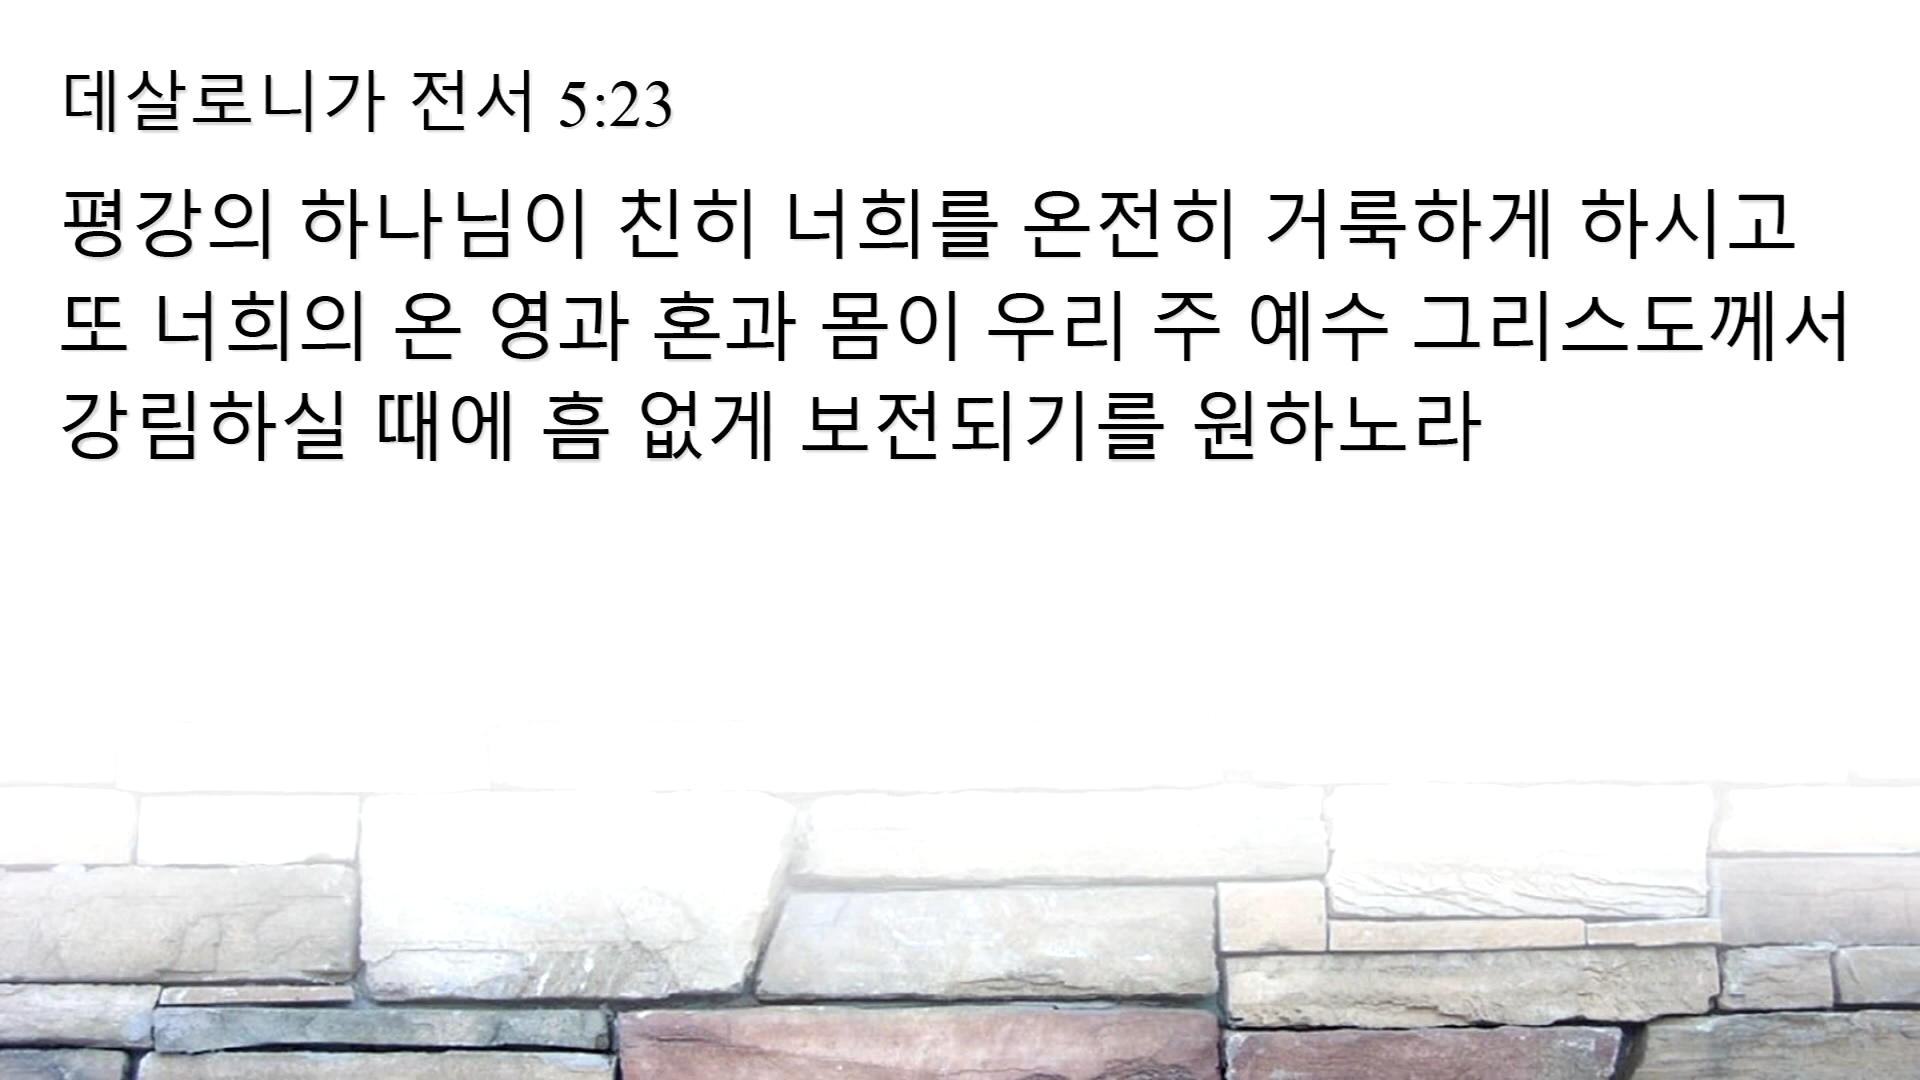 데살로니가 전서 5:23
평강의 하나님이 친히 너희를 온전히 거룩하게 하시고
또 너희의 온 영과 혼과 몸이 우리 주 예수 그리스도께서
강림하실 때에 흠 없게 보전되기를 원하노라